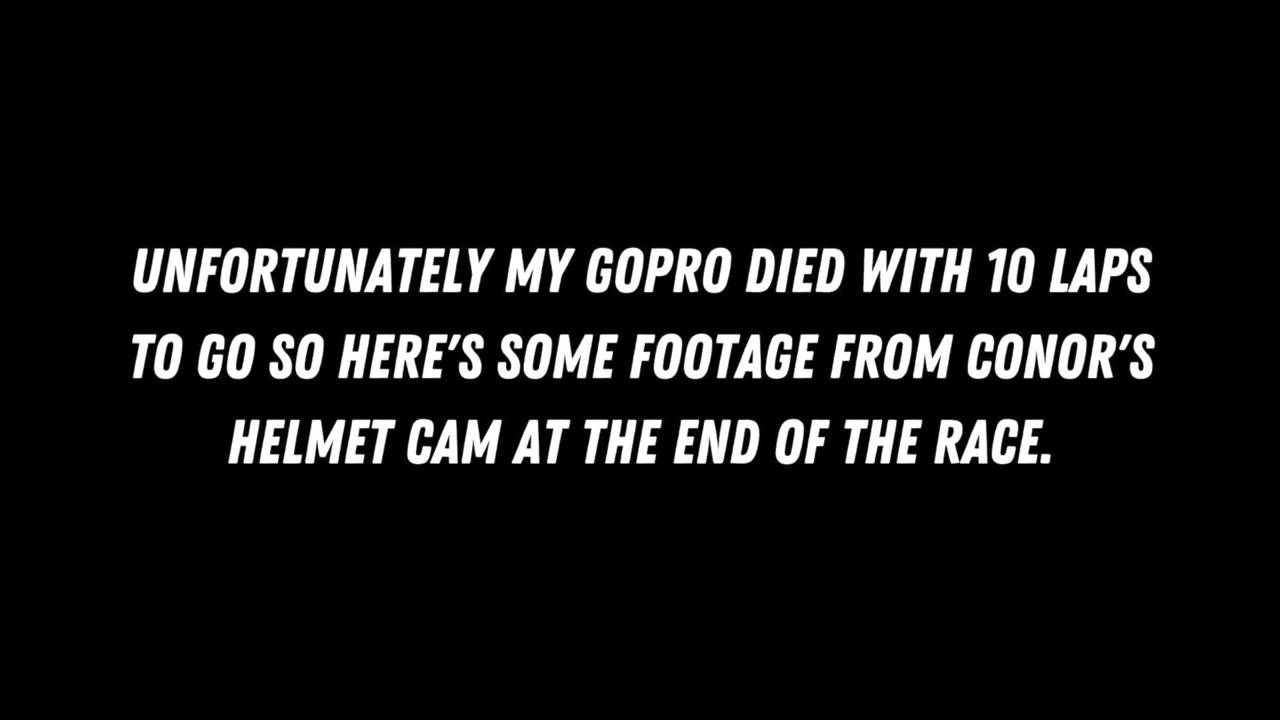 UNFORTUNATELY MY GOPRO DIED WITH 10 LAPS
TO GO SO HERE'S SOME FOOTAGE FROM CONOR'S
HELMET CAM AT THE END OF THE RACE.